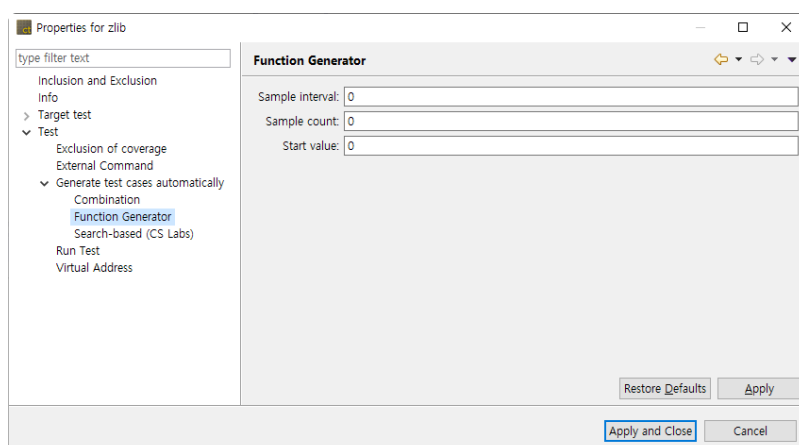 Properties for zlib
type filter text
Inclusion and Exclusion
Info
Target test
Test
Exclusion of coverage
External Command
Generate test cases automatically
Combination
Function Generator
Search-based (CS Labs)
Run Test
Virtual Address
Function Generator
Sample interval: 0
Sample count: 0
Start value: 0
Restore Defaults Apply
Apply and Close Cancel